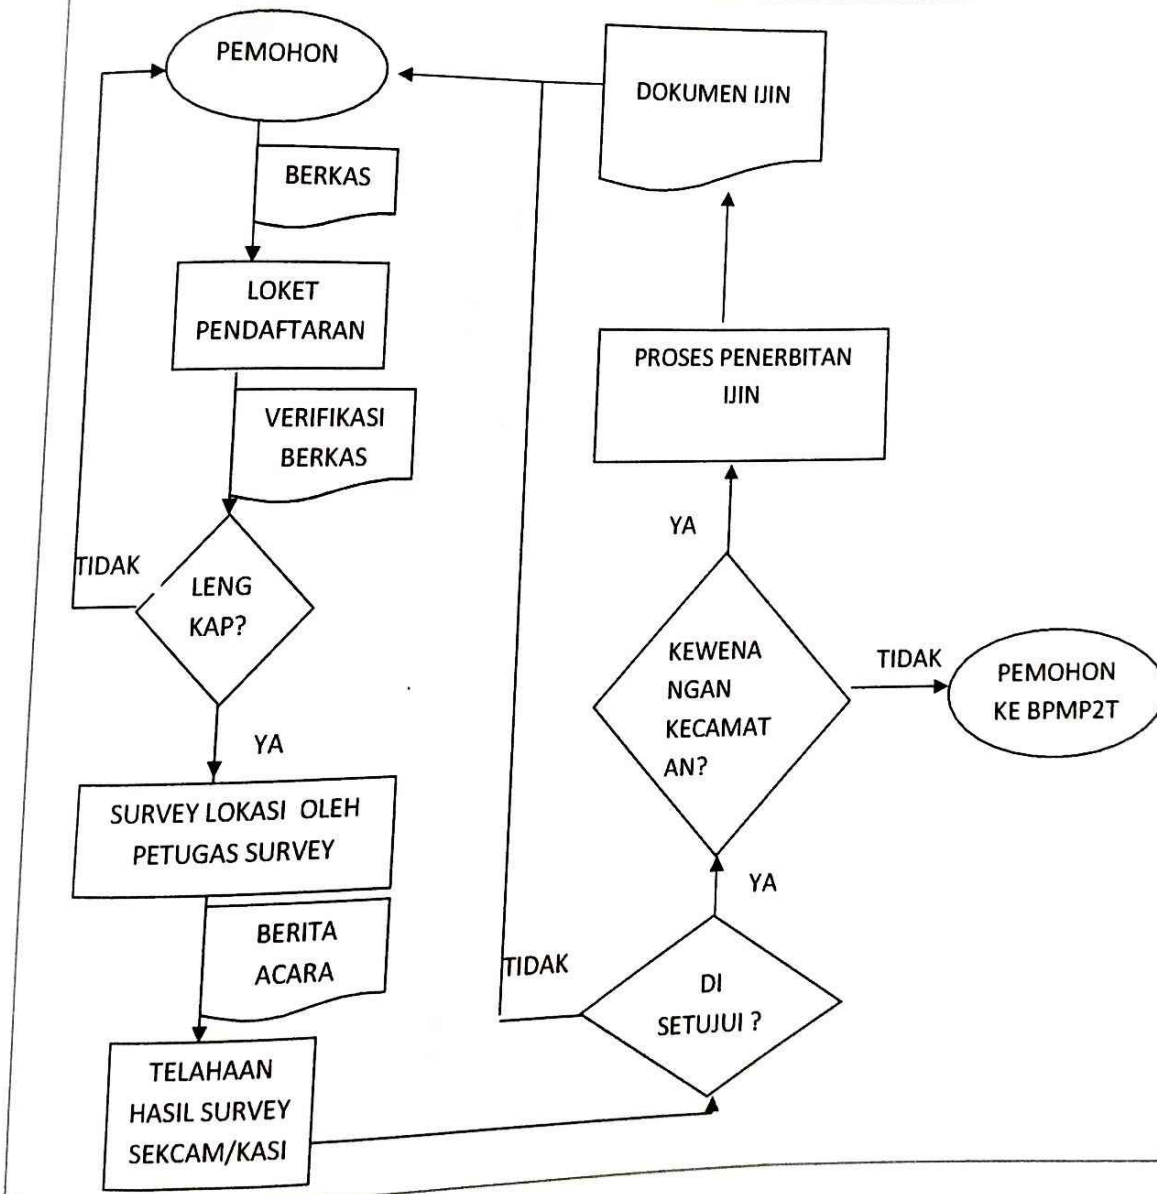 PEMOHON
BERKAS
LOKET
PENDAFTARAN
VERIFIKASI
BERKAS
TIDAK
LENG
KAP?
YA
SURVEY LOKASI OLEH
PETUGAS SURVEY
BERITA
ACARA
TELAHAAN
HASIL SURVEY
SEKCAM/KASI
DI
SETUJUI ?
TIDAK
YA
KEWENA
NGAN
KECAMAT
AN?
TIDAK
PEMOHON
KE BPMP2T
YA
PROSES PENERBITAN
IJIN
DOKUMEN IJIN